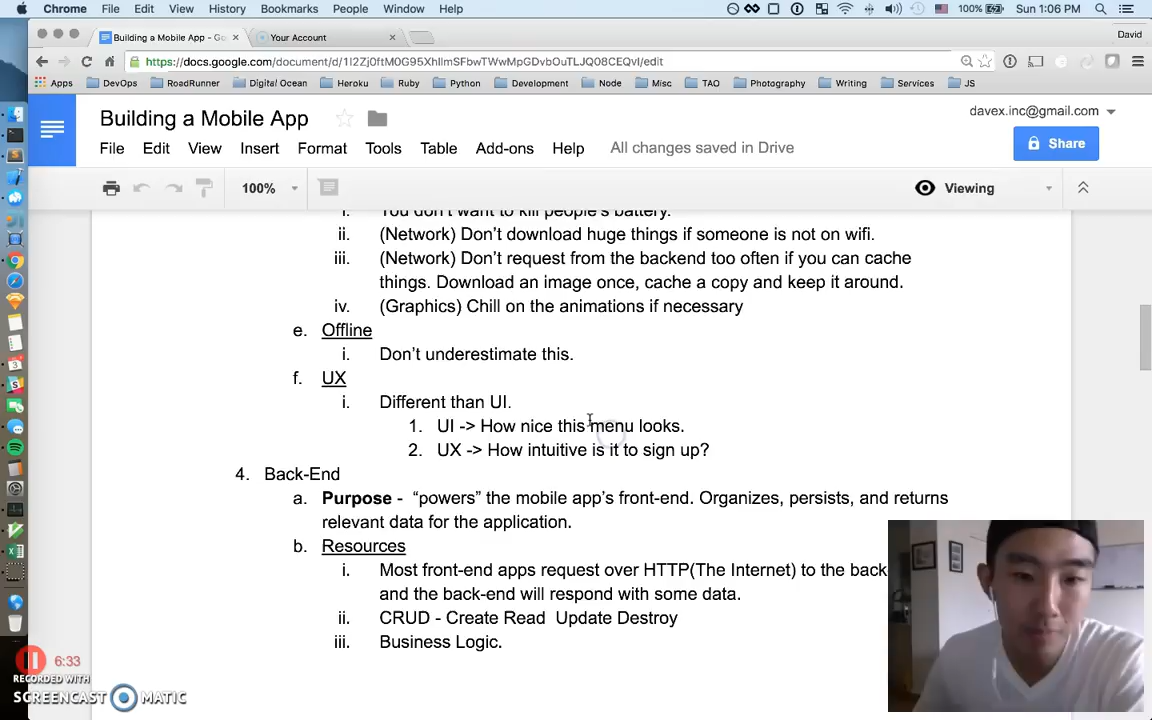 Chrome File Edit View History Bookmarks People Window Help 100% Sun 1:06 PM
Building a Mobile App - Go Your Account David
https://docs.google.com/document/d/
Apps DevOps RoadRunner Digital Ocean Heroku Ruby Python Development Node Misc TAO Photography Writing Services JS
Building a Mobile App davex.inc@gmail.com
File Edit View Insert Format Tools Table Add-ons Help All changes saved in Drive Share
100% Viewing
i. You don't want to kill people's battery.
ii. (Network) Don't download huge things if someone is not on wifi.
iii. (Network) Don't request from the backend too often if you can cache
things. Download an image once, cache a copy and keep it around.
iv. (Graphics) Chill on the animations if necessary
e. Offline
i. Don't underestimate this.
f. UX
i. Different than UI.
1. UI -> How nice this menu looks.
2. UX -> How intuitive is it to sign up?
4. Back-End
a. Purpose - “powers” the mobile app's front-end. Organizes, persists, and returns
relevant data for the application.
b. Resources
i. Most front-end apps request over HTTP(The Internet) to the back
and the back-end will respond with some data.
ii. CRUD - Create Read Update Destroy
iii. Business Logic.
6:33
RECORDED WITH
SCREENCAST MATIC